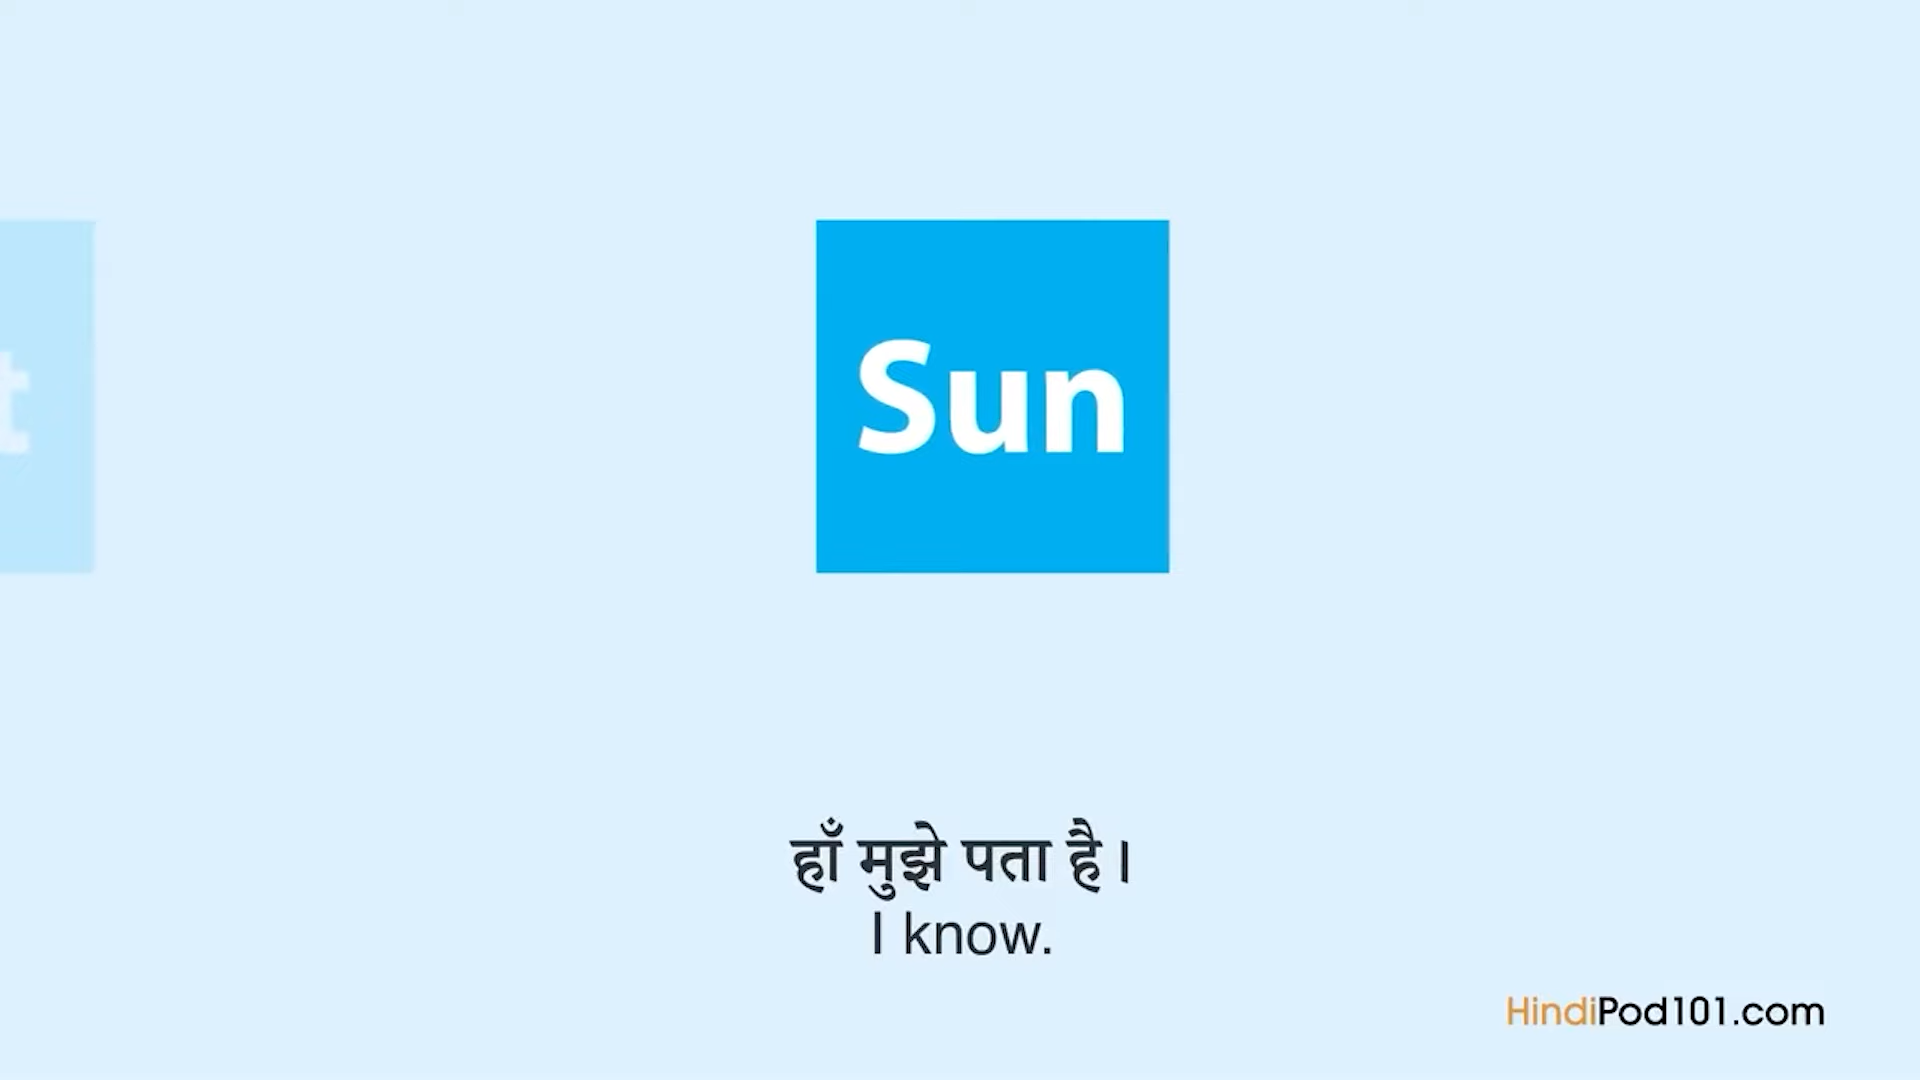 Sun
हाँ मुझे पता है।
I know.
HindiPod101.com